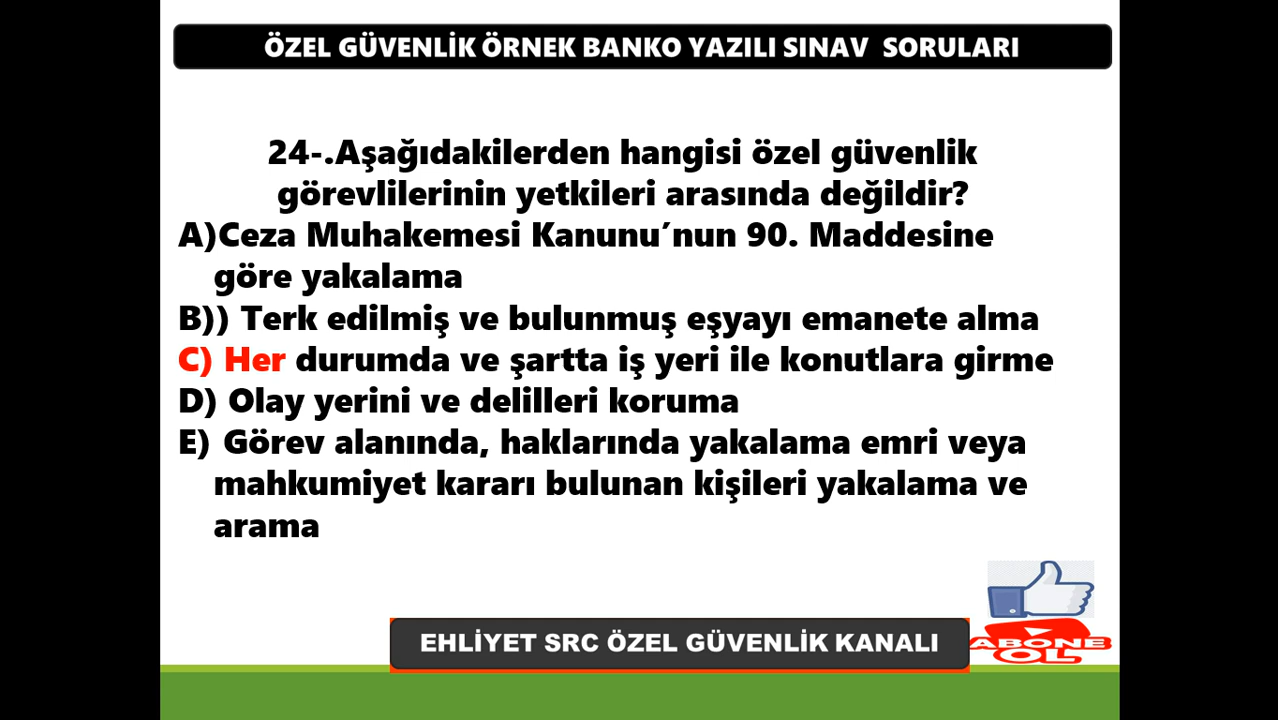 ÖZEL GÜVENLİK ÖRNEK BANKO YAZILI SINAV SORULARI
24-.Aşağıdakilerden hangisi özel güvenlik
görevlilerinin yetkileri arasında değildir?
A)Ceza Muhakemesi Kanunu´nun 90. Maddesine
göre yakalama
B)) Terk edilmiş ve bulunmuş eşyayı emanete alma
C) Her durumda ve şartta iş yeri ile konutlara girme
D) Olay yerini ve delilleri koruma
E) Görev alanında, haklarında yakalama emri veya
mahkumiyet kararı bulunan kişileri yakalama ve
arama
ABONE
OL
EHLİYET SRC ÖZEL GÜVENLİK KANALI